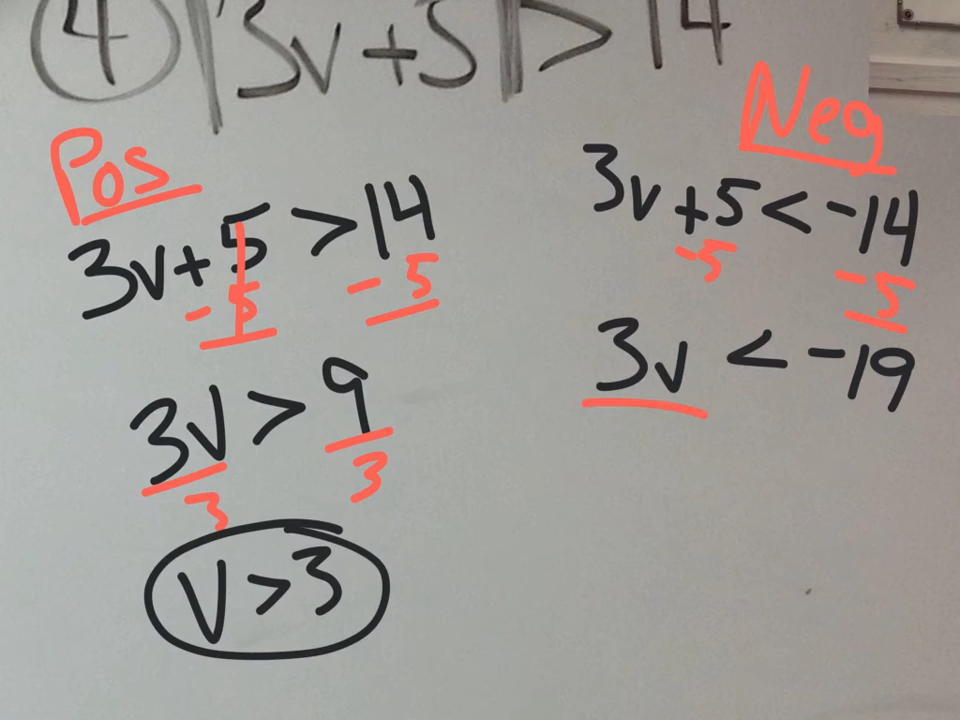 ④ |3v+5|>14
Pos
3v+5 >14
-5 -5
3v > 9
3 3
v>3
Neg
3v+5<-14
-5 -5
3v < -19